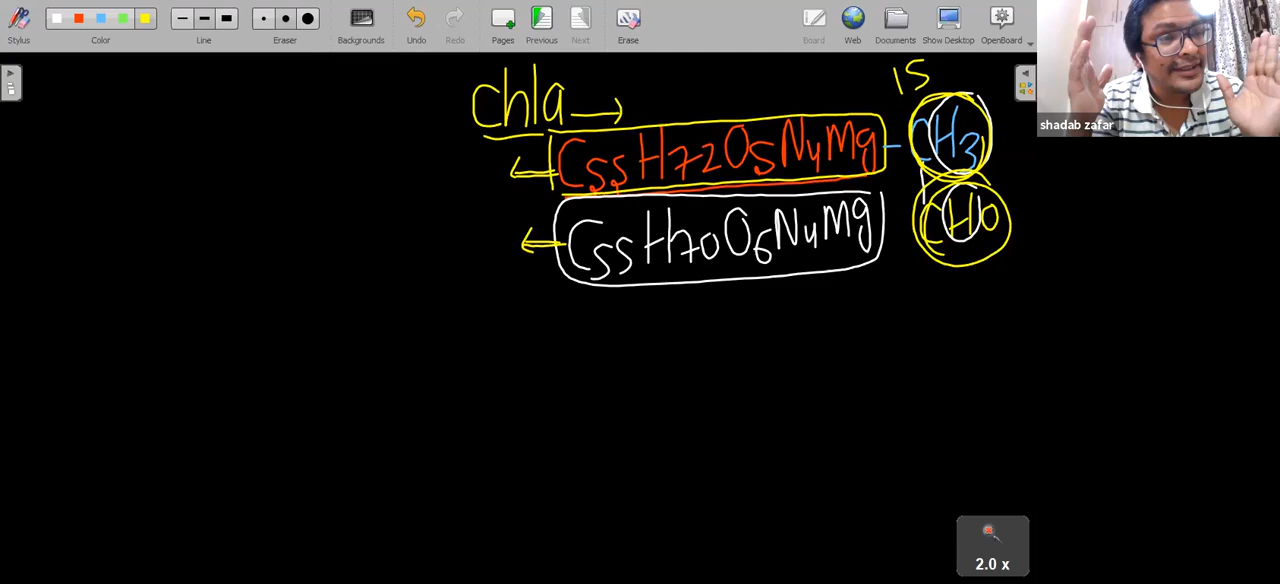 Stylus
Color
Line
Eraser
Backgrounds
Undo
Redo
Pages
Previous
Next
Erase
Board
Web
Documents
Show Desktop
OpenBoard
shadab zafar
15
chla →
C55H72O5N4Mg - CH3
C55H70O6N4Mg CHO
2.0 x